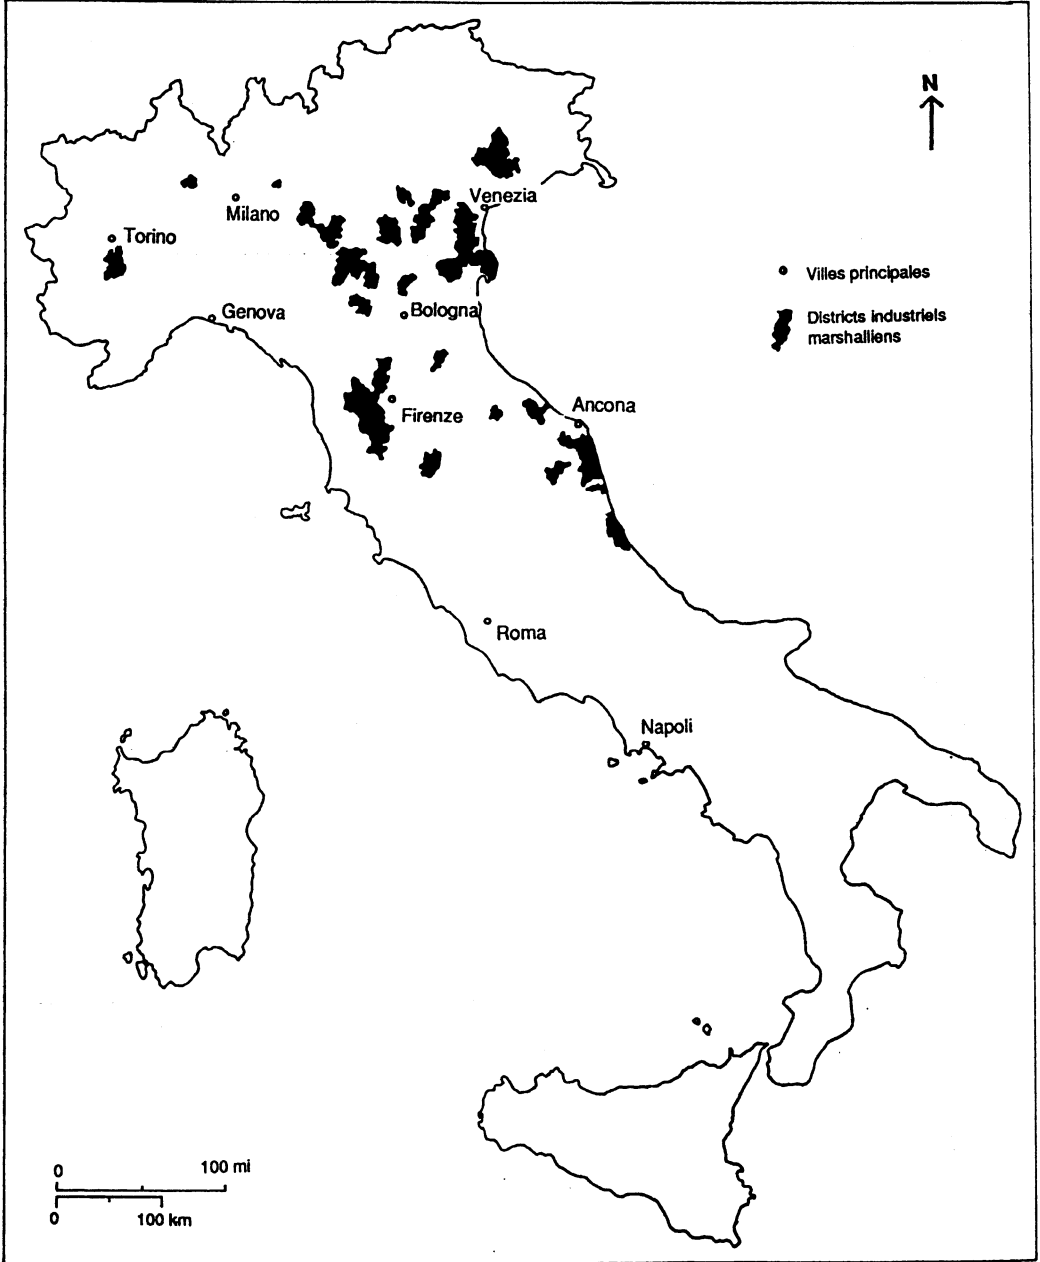 N
Venezia
Milano
Torino
Villes principales
Genova
Bologna
Districts industriels
marshalliens
Ancona
Firenze
Roma
Napoli
0 100 mi
0 100 km